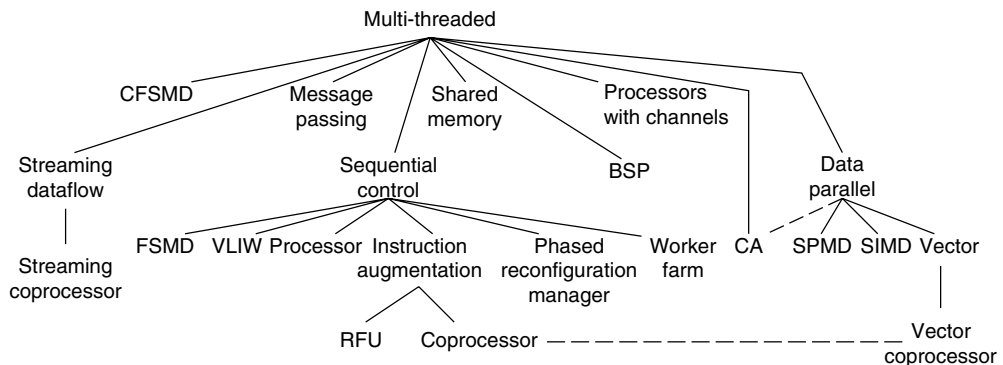 Multi-threaded
CFSMD
Message
passing
Shared
memory
Processors
with channels
Streaming
dataflow
Sequential
control
BSP
Data
parallel
FSMD
VLIW
Processor
Instruction
augmentation
Phased
reconfiguration
manager
Worker
farm
CA
SPMD
SIMD
Vector
Streaming
coprocessor
RFU
Coprocessor
Vector
coprocessor